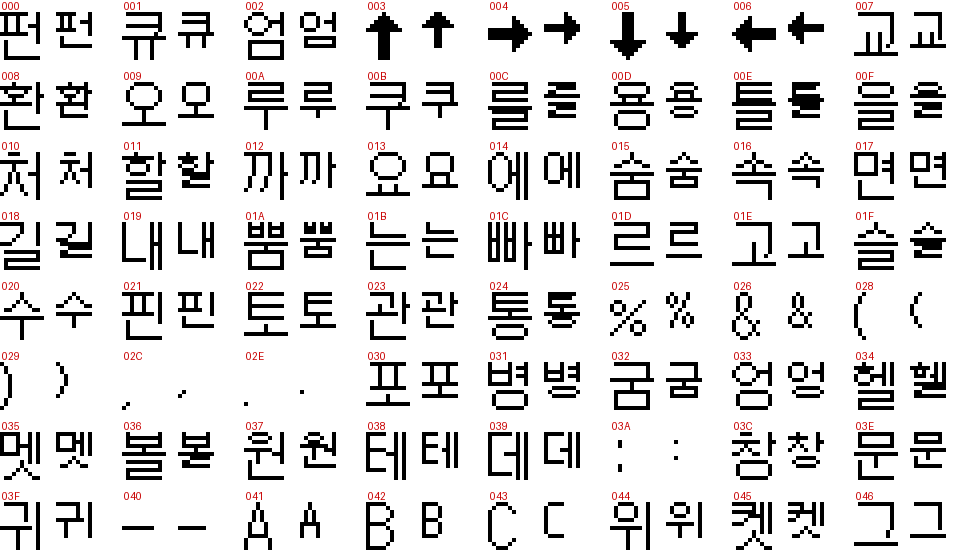 000 001 002 003 004 005 006 007
펀 펀 큐 큐 엄 엄 ⬆ ⬆ ➡ ➡ ⬇ ⬇ ⬅ ⬅ 교 교
008 009 00A 00B 00C 00D 00E 00F
환 환 오 오 루 루 쿠 쿠 를 를 용 용 틀 틀 을 을
010 011 012 013 014 015 016 017
처 처 할 할 까 까 요 요 에 에 숨 숨 속 속 면 면
018 019 01A 01B 01C 01D 01E 01F
길 길 내 내 뿜 뿜 는 는 빠 빠 르 르 고 고 슬 슬
020 021 022 023 024 025 026 028
수 수 핀 핀 토 토 관 관 통 통 % % & & ( (
029 02C 02E 030 031 032 033 034
) ) , , . . 포 포 병 병 굼 굼 엉 엉 헬 헬
035 036 037 038 039 03A 03C 03E
멧 멧 볼 볼 원 원 테 테 데 데 : : 창 창 문 문
03F 040 041 042 043 044 045 046
귀 귀 — — A A B B C C 위 위 켓 켓 그 그